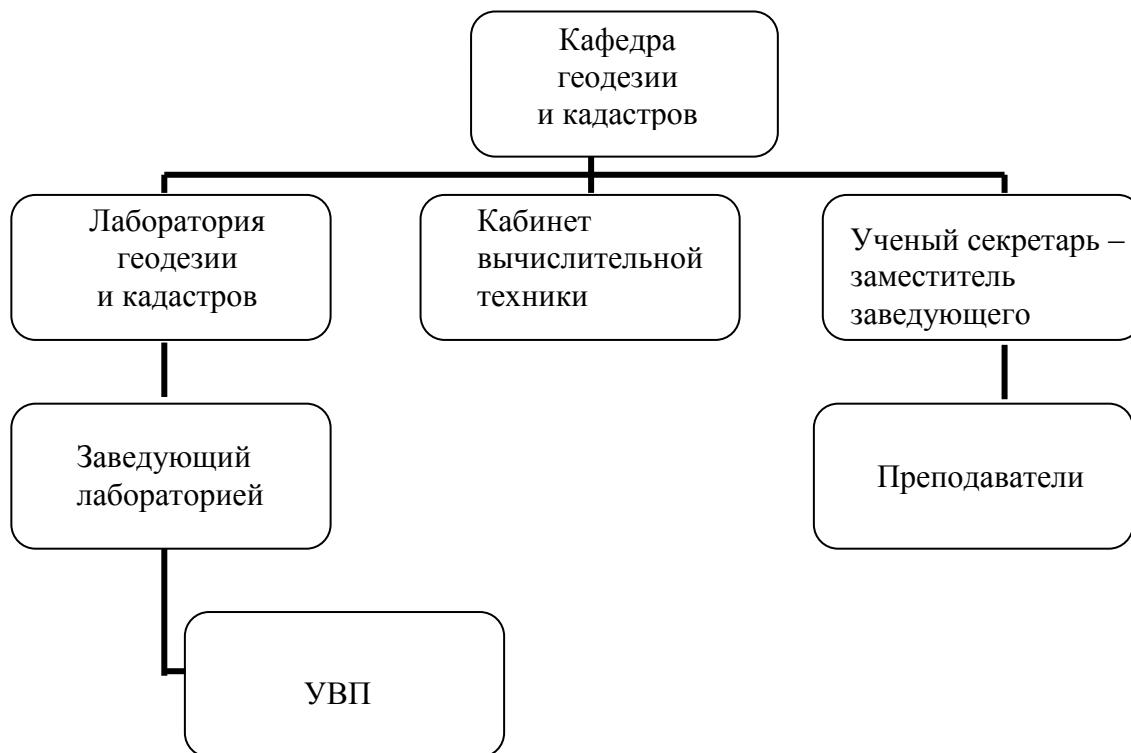 Кафедра
геодезии
и кадастров
Лаборатория
геодезии
и кадастров
Кабинет
вычислительной
техники
Ученый секретарь –
заместитель
заведующего
Заведующий
лабораторией
Преподаватели
УВП